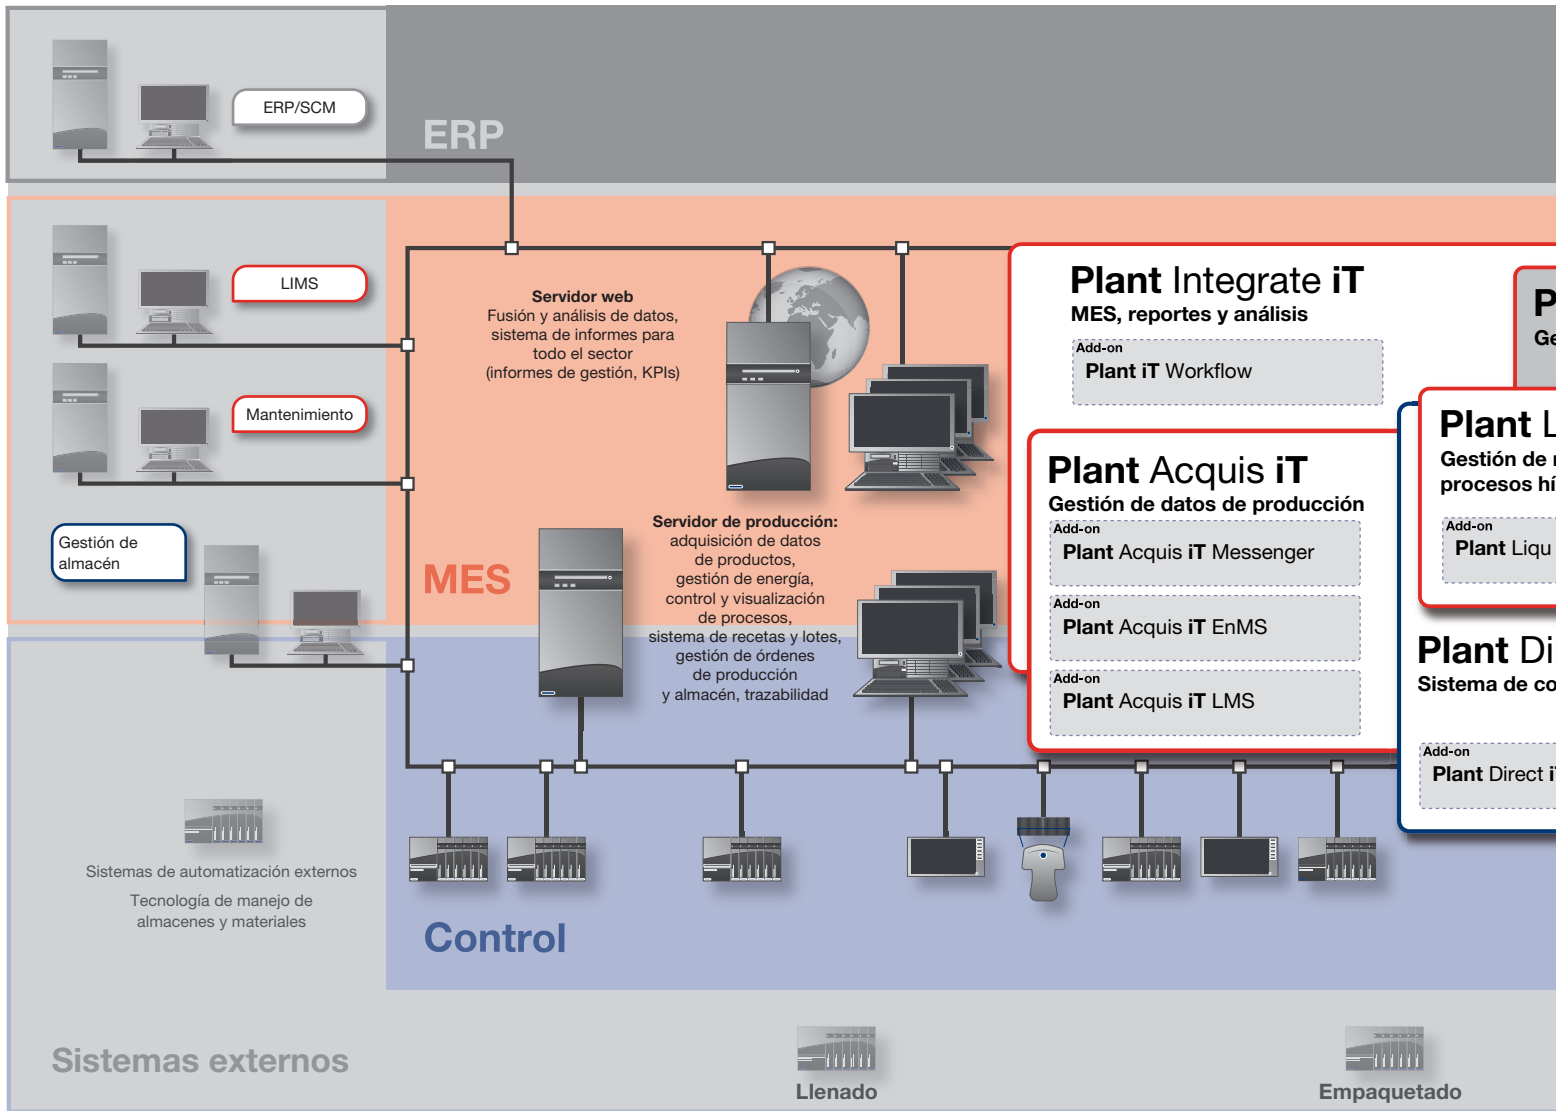 ERP/SCM
ERP
LIMS
Mantenimiento
Gestión de
almacén
Servidor web
Fusión y análisis de datos,
sistema de informes para
todo el sector
(informes de gestión, KPIs)
MES
Servidor de producción:
adquisición de datos
de productos,
gestión de energía,
control y visualización
de procesos,
sistema de recetas y lotes,
gestión de órdenes
de producción
y almacén, trazabilidad
Plant Integrate iT
MES, reportes y análisis
Add-on
Plant iT Workflow
Plant Acquis iT
Gestión de datos de producción
Add-on
Plant Acquis iT Messenger
Add-on
Plant Acquis iT EnMS
Add-on
Plant Acquis iT LMS
P
Ge
Plant L
Gestión de
procesos hí
Add-on
Plant Liqu
Plant Di
Sistema de co
Add-on
Plant Direct iT
Sistemas de automatización externos
Tecnología de manejo de
almacenes y materiales
Control
Sistemas externos
Llenado
Empaquetado